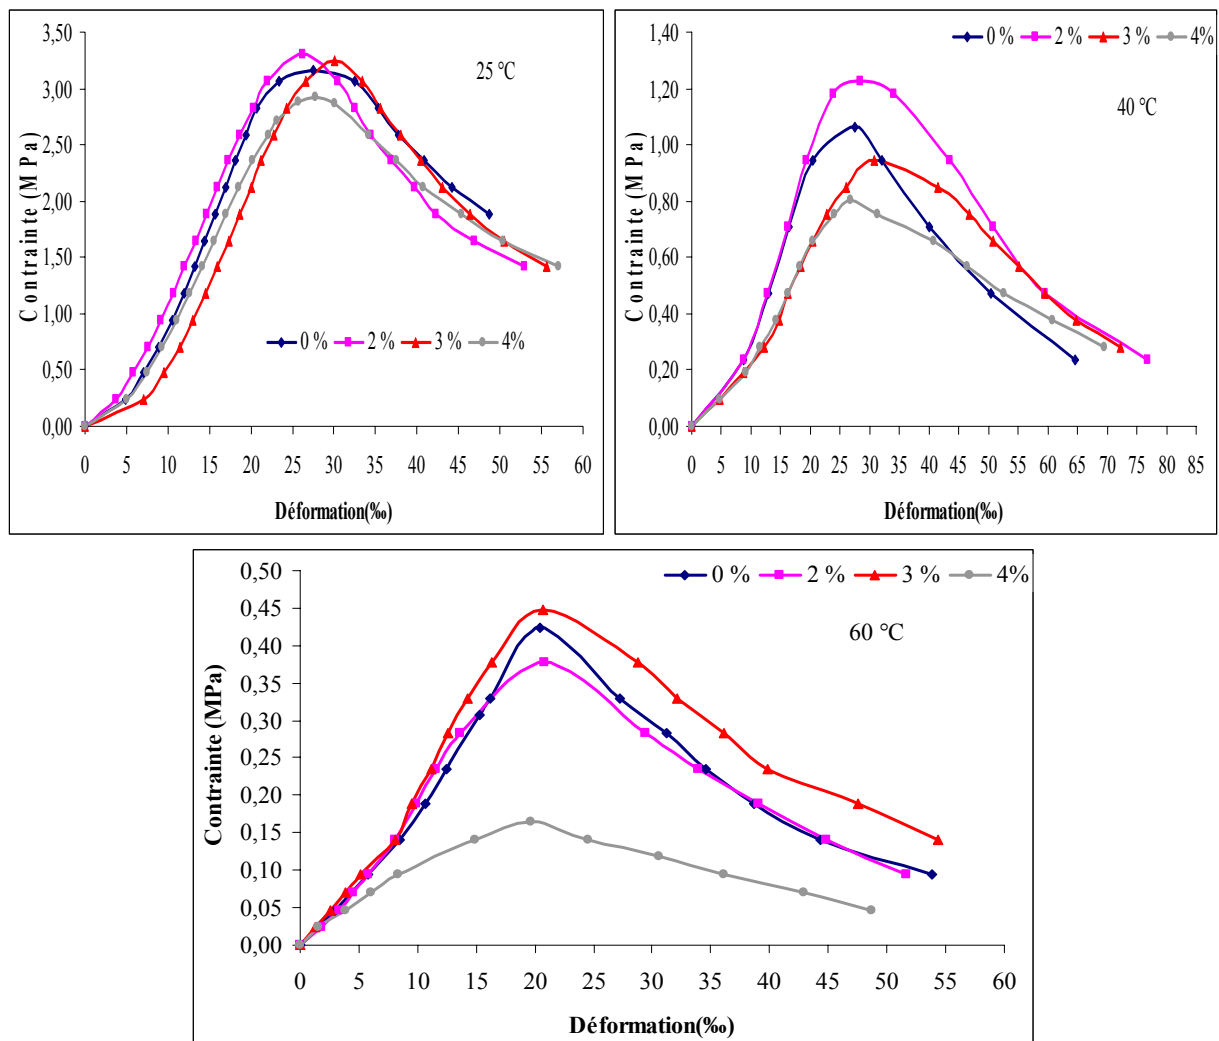 3,50
3,00
2,50
2,00
1,50
1,00
0,50
0,00
Contrainte (MPa)
25 °C
0 % 2 % 3 % 4%
0 5 10 15 20 25 30 35 40 45 50 55 60
Déformation(‰)
0 % 2 % 3 % 4%
1,40
1,20
1,00
0,80
0,60
0,40
0,20
0,00
Contrainte (MPa)
40 °C
0 5 10 15 20 25 30 35 40 45 50 55 60 65 70 75 80 85
Déformation(‰)
0 % 2 % 3 % 4%
0,50
0,45
0,40
0,35
0,30
0,25
0,20
0,15
0,10
0,05
0,00
Contrainte (MPa)
60 °C
0 5 10 15 20 25 30 35 40 45 50 55 60
Déformation(‰)